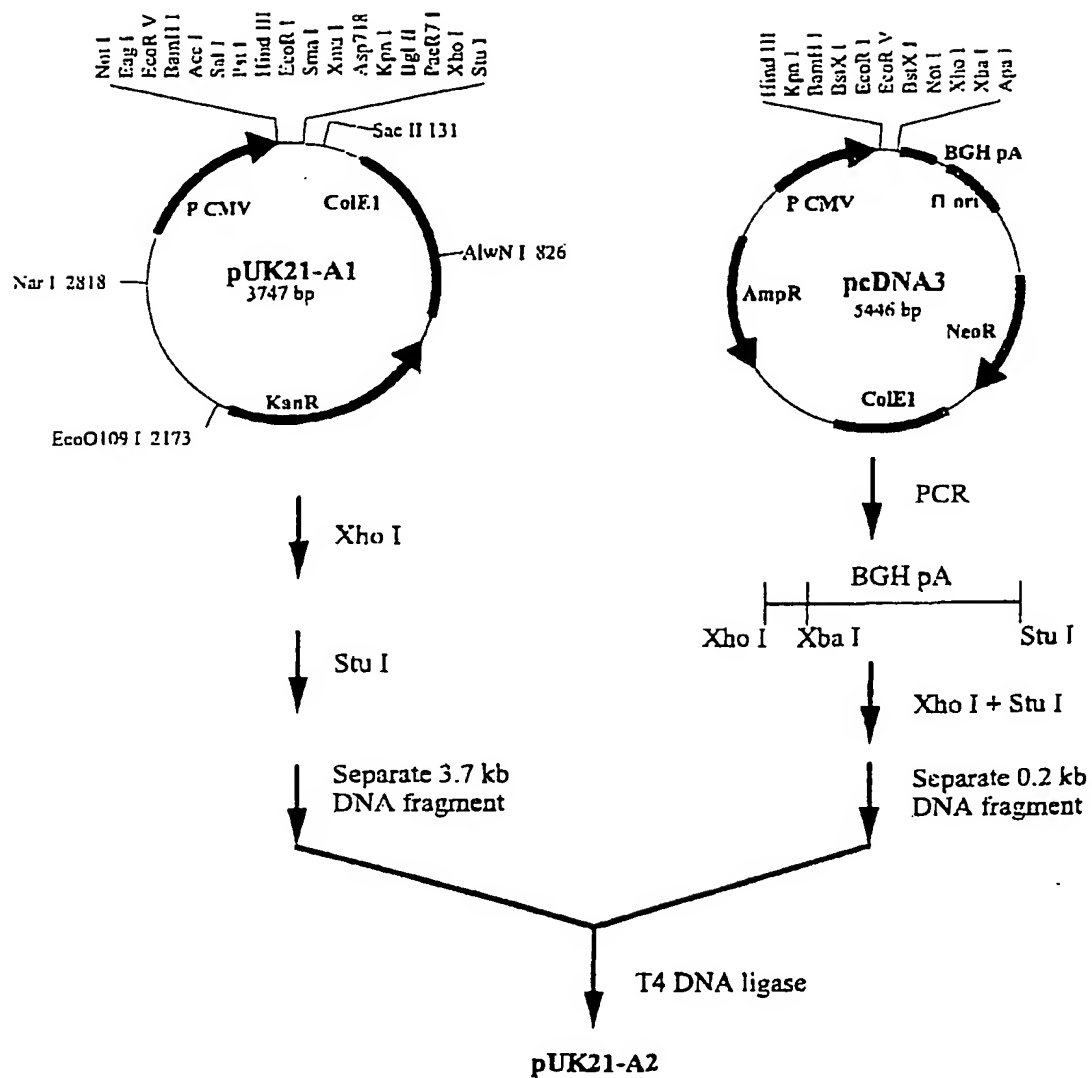 Not I
Eag I
EcoR V
BamH I
Acc I
Sal I
Pst I
Hind III
EcoR I
Sma I
Xma I
Asp718
Kpn I
Bgl II
PaeR7 I
Xho I
Stu I
Sac II 131
P CMV
ColE1
AlwN I 826
pUK21-A1
3747 bp
Nar I 2818
KanR
EcoO109 I 2173
Hind III
Kpn I
BamH I
BstX I
EcoR I
EcoR V
BstX I
Not I
Xho I
Xba I
Apa I
BGH pA
P CMV
f1 ori
AmpR
pcDNA3
5446 bp
NeoR
ColE1
Xho I
Stu I
Separate 3.7 kb
DNA fragment
PCR
BGH pA
Xho I Xba I Stu I
Xho I + Stu I
Separate 0.2 kb
DNA fragment
T4 DNA ligase
pUK21-A2